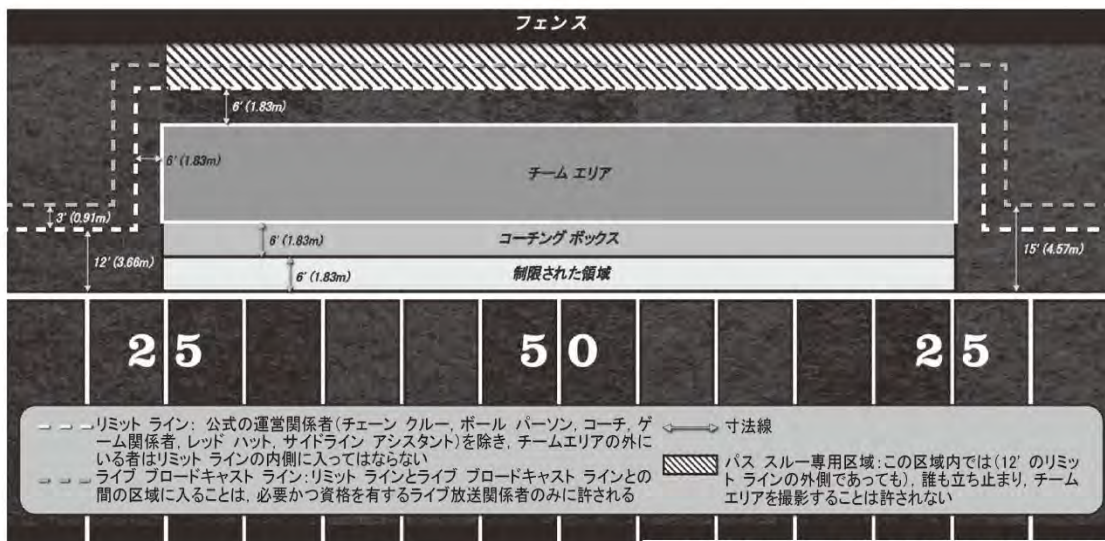 フェンス
6' (1.83m)
6' (1.83m)
チーム エリア
3' (0.91m)
6' (1.83m)
コーチング ボックス
12' (3.66m)
15' (4.57m)
6' (1.83m)
制限された領域
2 5
5 0
2 5
リミット ライン: 公式の運営関係者(チェーン クルー, ボール パーソン, コーチ, ゲ
ーム関係者, レッド ハット, サイドライン アシスタント)を除き, チームエリアの外に
いる者はリミット ラインの内側に入ってはならない
ライブ ブロードキャスト ライン:リミット ラインとライブ ブロードキャスト ラインとの
間の区域に入ることは, 必要かつ資格を有するライブ放送関係者のみに許される
寸法線
パス スルー専用区域:この区域内では(12' のリミッ
ト ラインの外側であっても), 誰も立ち止まり, チーム
エリアを撮影することは許されない